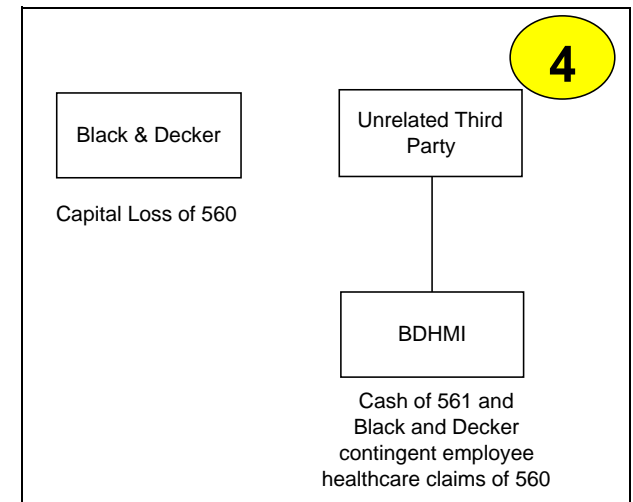 4
Black & Decker
Capital Loss of 560
Unrelated Third
Party
BDHMI
Cash of 561 and
Black and Decker
contingent employee
healthcare claims of 560